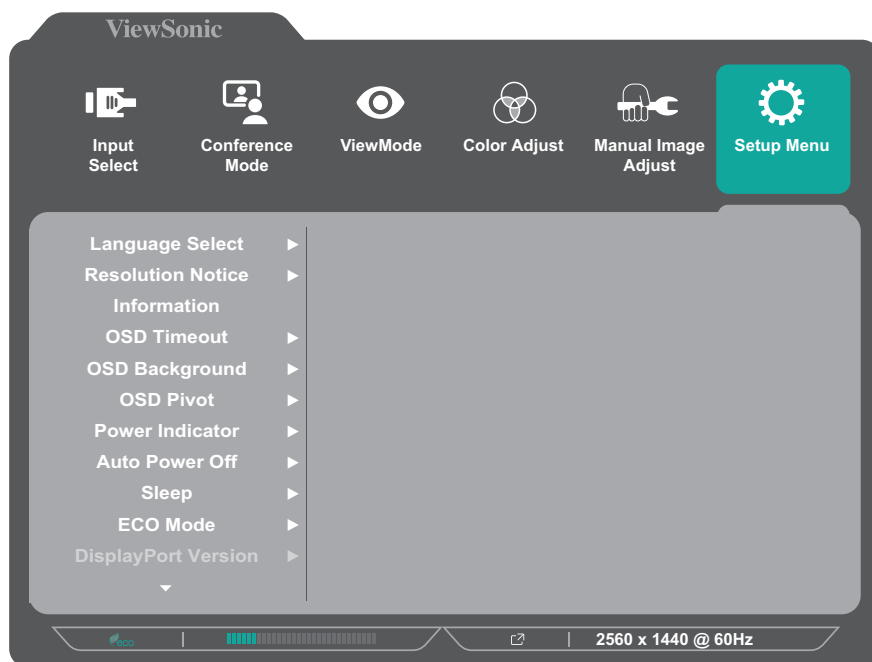 ViewSonic
Input
Select
Conference
Mode
ViewMode
Color Adjust
Manual Image
Adjust
Setup Menu
Language Select
Resolution Notice
Information
OSD Timeout
OSD Background
OSD Pivot
Power Indicator
Auto Power Off
Sleep
ECO Mode
DisplayPort Version
eco
2560 x 1440 @ 60Hz